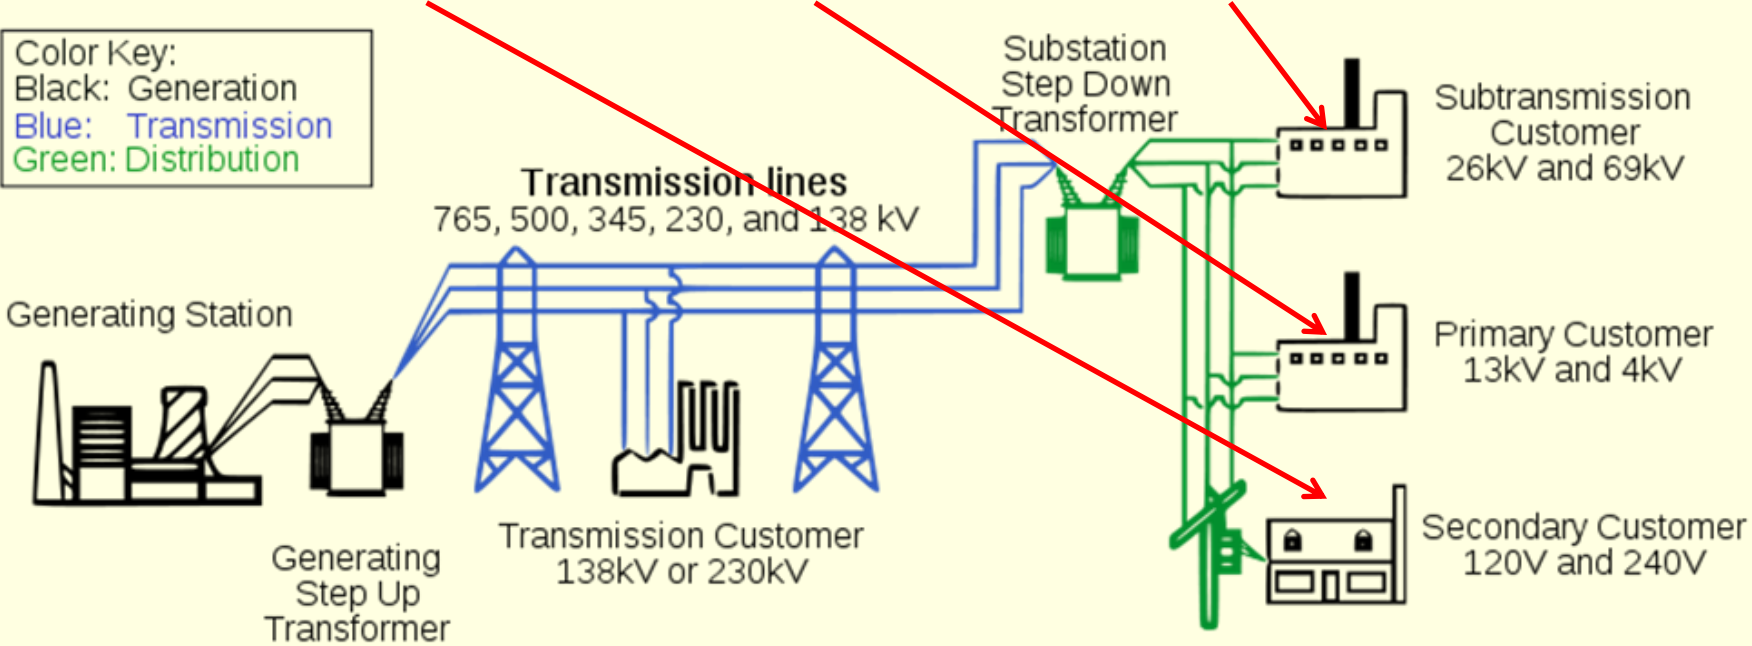 Color Key:
Black: Generation
Blue: Transmission
Green: Distribution
Substation
Step Down
Transformer
Subtransmission
Customer
26kV and 69kV
Transmission lines
765, 500, 345, 230, and 138 kV
Generating Station
Primary Customer
13kV and 4kV
Transmission Customer
138kV or 230kV
Secondary Customer
120V and 240V
Generating
Step Up
Transformer